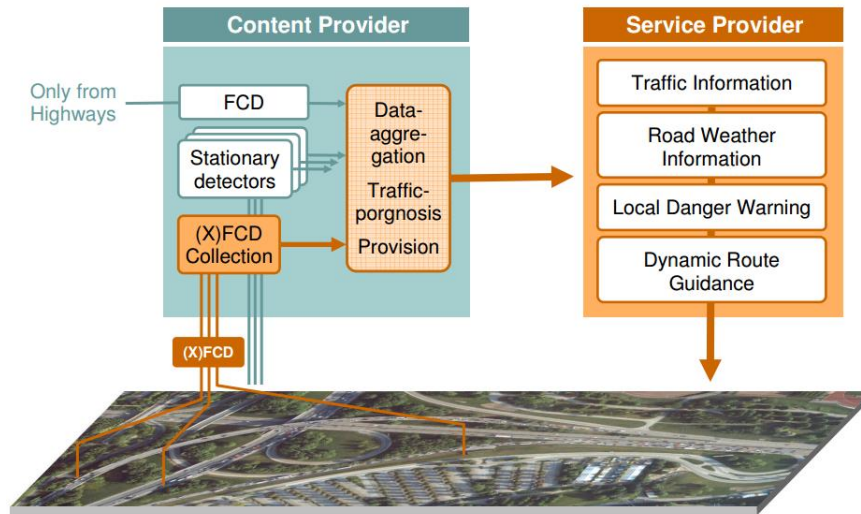 Content Provider
Service Provider
Only from
Highways
FCD
Stationary
detectors
(X)FCD
Collection
Data-
aggre-
gation
Traffic-
porgnosis
Provision
Traffic Information
Road Weather
Information
Local Danger Warning
Dynamic Route
Guidance
(X)FCD